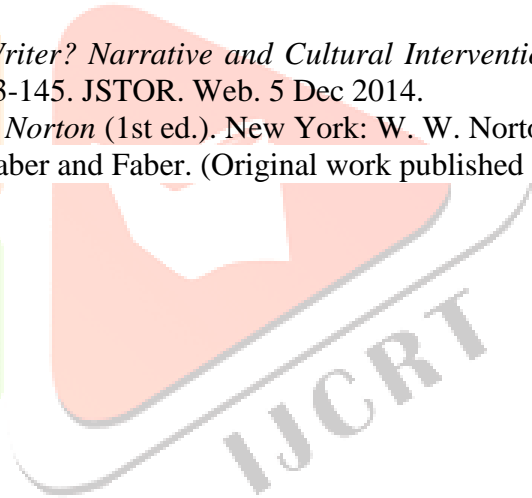 Writer? Narrative and Cultural Interventio
3-145. JSTOR. Web. 5 Dec 2014.
Norton (1st ed.). New York: W. W. Norto
aber and Faber. (Original work published
IJCRT